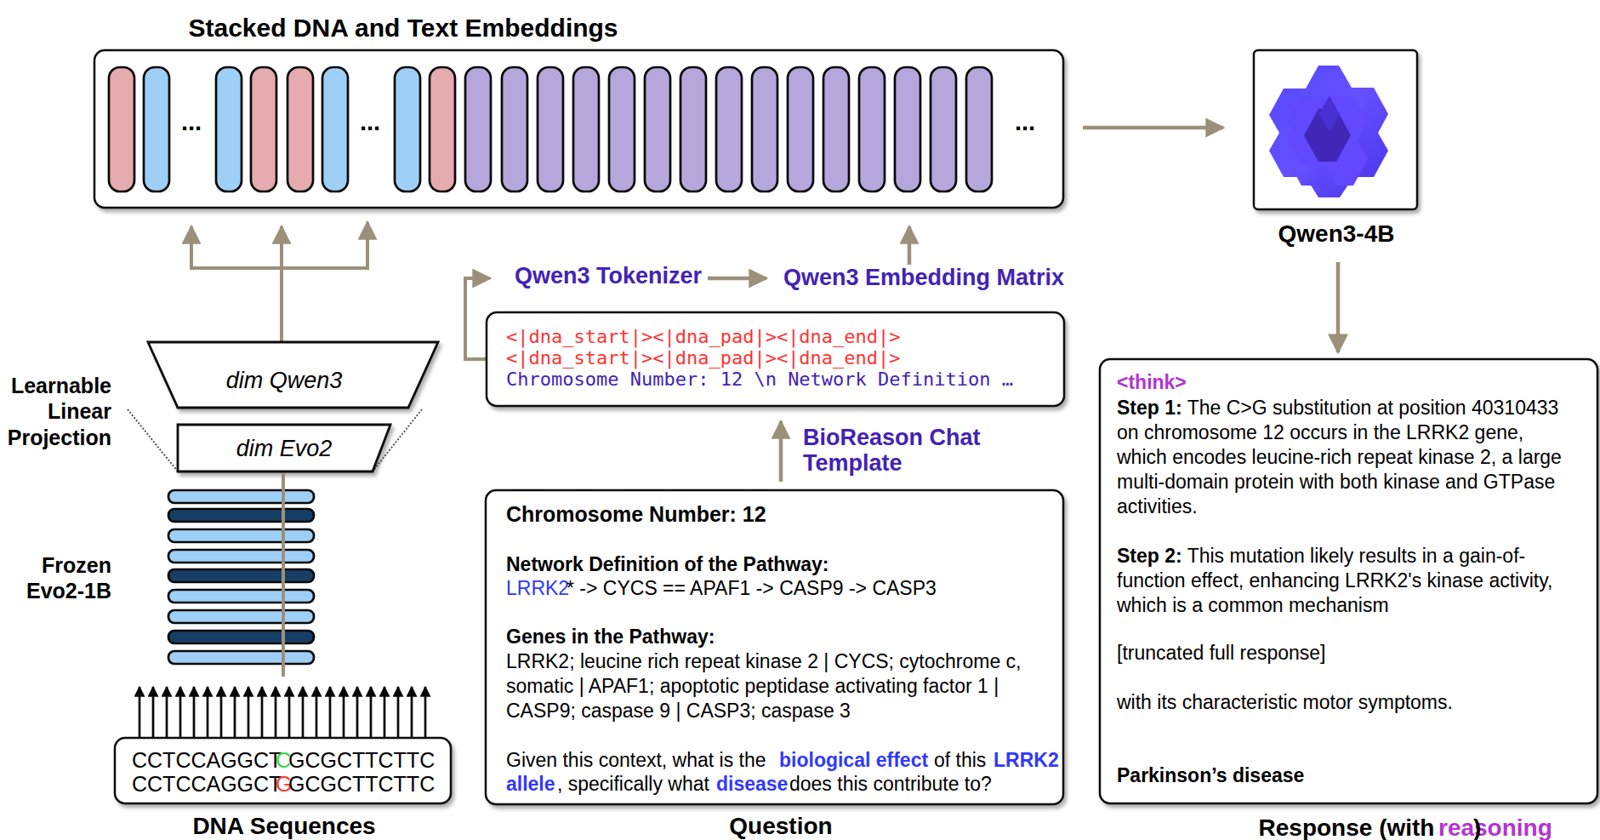 Stacked DNA and Text Embeddings
...
...
...
Qwen3-4B
Qwen3 Tokenizer
Qwen3 Embedding Matrix
<|dna_start|><|dna_pad|><|dna_end|>
<|dna_start|><|dna_pad|><|dna_end|>
Chromosome Number: 12 \n Network Definition …
BioReason Chat
Template
dim Qwen3
Learnable
Linear
Projection
dim Evo2
Frozen
Evo2-1B
CCTCCAGGCTCGCGCTTCTTC
CCTCCAGGCTGGCGCTTCTTC
DNA Sequences
Chromosome Number: 12
Network Definition of the Pathway:
LRRK2* -> CYCS == APAF1 -> CASP9 -> CASP3
Genes in the Pathway:
LRRK2; leucine rich repeat kinase 2 | CYCS; cytochrome c,
somatic | APAF1; apoptotic peptidase activating factor 1 |
CASP9; caspase 9 | CASP3; caspase 3
Given this context, what is the biological effect of this LRRK2
allele, specifically what disease does this contribute to?
Question
<think>
Step 1: The C>G substitution at position 40310433
on chromosome 12 occurs in the LRRK2 gene,
which encodes leucine-rich repeat kinase 2, a large
multi-domain protein with both kinase and GTPase
activities.
Step 2: This mutation likely results in a gain-of-
function effect, enhancing LRRK2's kinase activity,
which is a common mechanism
[truncated full response]
with its characteristic motor symptoms.
Parkinson’s disease
Response (with reasoning)